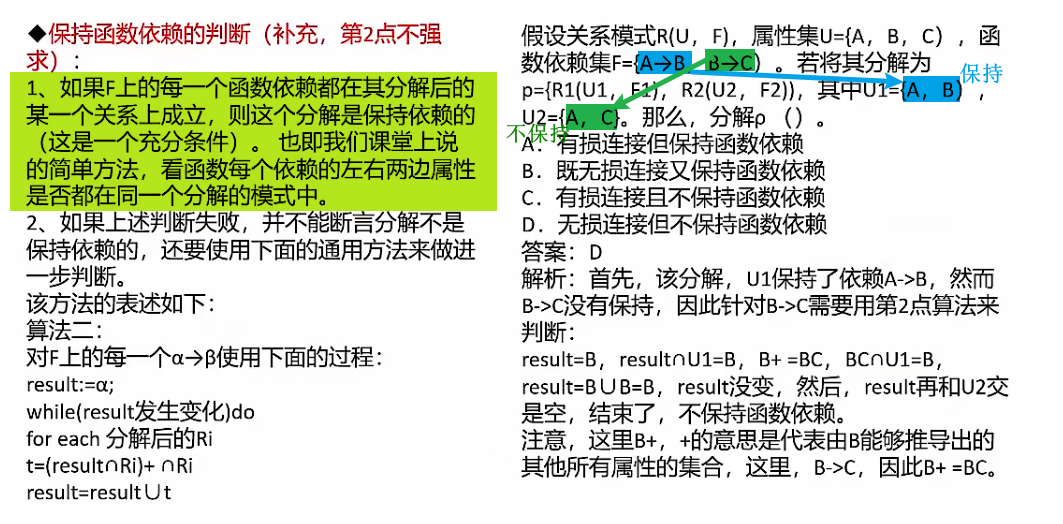 ◆保持函数依赖的判断（补充，第2点不强
求）：
1、如果F上的每一个函数依赖都在其分解后的
某一个关系上成立，则这个分解是保持依赖的
（这是一个充分条件）。也即我们课堂上说
的简单方法，看函数每个依赖的左右两边属性
是否都在同一个分解的模式中。
2、如果上述判断失败，并不能断言分解不是
保持依赖的，还要使用下面的通用方法来做进
一步判断。
该方法的表述如下：
算法二：
对F上的每一个α→β使用下面的过程：
result:=α;
while(result发生变化)do
for each 分解后的Ri
t=(result∩Ri)+ ∩Ri
result=result∪t
假设关系模式R(U，F)，属性集U={A，B，C），函
数依赖集F={A→B，B→C）。若将其分解为
p={R1(U1，F1)，R2(U2，F2)}，其中U1={A，B），
U2={A，C}。那么，分解ρ （）。
保持
不保持
A．有损连接但保持函数依赖
B．既无损连接又保持函数依赖
C．有损连接且不保持函数依赖
D．无损连接但不保持函数依赖
答案：D
解析：首先，该分解，U1保持了依赖A->B，然而
B->C没有保持，因此针对B->C需要用第2点算法来
判断：
result=B，result∩U1=B，B+ =BC，BC∩U1=B，
result=B∪B=B，result没变，然后，result再和U2交
是空，结束了，不保持函数依赖。
注意，这里B+，+的意思是代表由B能够推导出的
其他所有属性的集合，这里，B->C，因此B+ =BC。